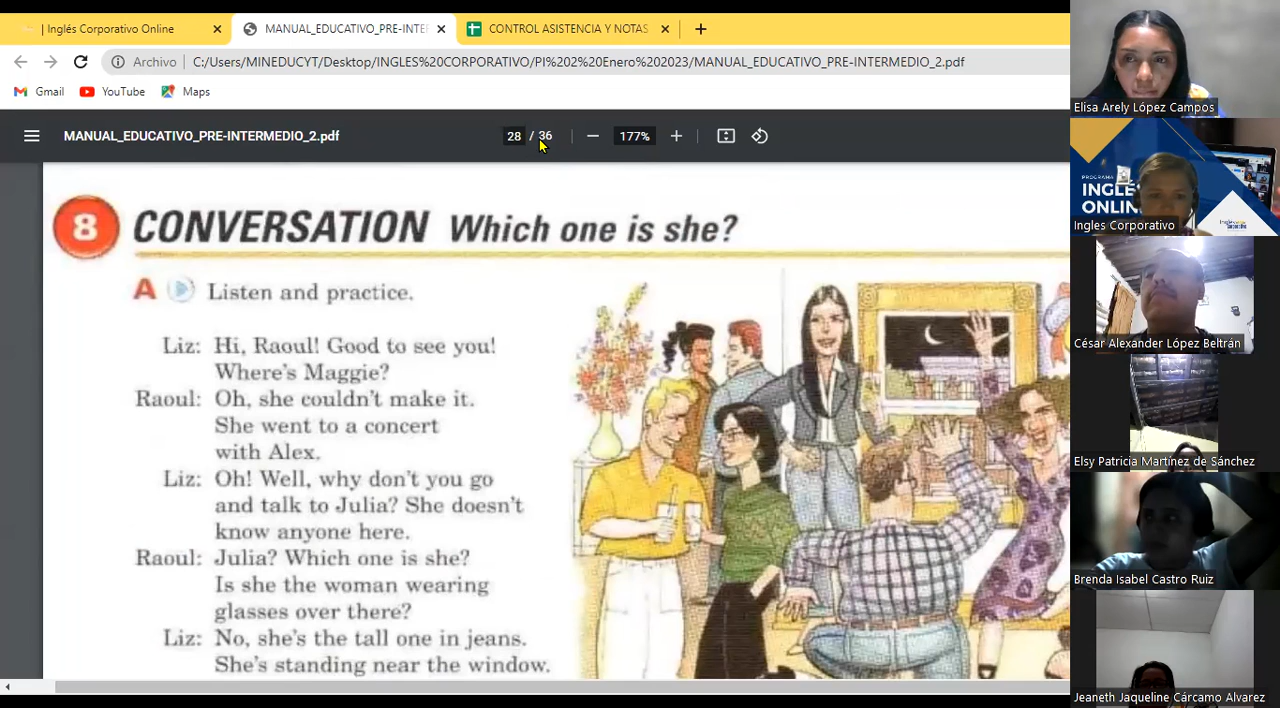 | Inglés Corporativo Online
MANUAL_EDUCATIVO_PRE-INTER
CONTROL ASISTENCIA Y NOTAS
Archivo
C:/Users/MINEDUCYT/Desktop/INGLES%20CORPORATIVO/PI%202%20Enero%202023/MANUAL_EDUCATIVO_PRE-INTERMEDIO_2.pdf
Gmail
YouTube
Maps
MANUAL_EDUCATIVO_PRE-INTERMEDIO_2.pdf
28 / 36
177%
8 CONVERSATION Which one is she?
A Listen and practice.
Liz: Hi, Raoul! Good to see you!
Where's Maggie?
Raoul: Oh, she couldn't make it.
She went to a concert
with Alex.
Liz: Oh! Well, why don't you go
and talk to Julia? She doesn't
know anyone here.
Raoul: Julia? Which one is she?
Is she the woman wearing
glasses over there?
Liz: No, she's the tall one in jeans.
She's standing near the window.
Elisa Arely López Campos
PROGRAMA
INGLÉ
ONLIN
Ingles Corporativo
César Alexander López Beltrán
Elsy Patricia Martínez de Sánchez
Brenda Isabel Castro Ruiz
Jeaneth Jaqueline Cárcamo Alvarez